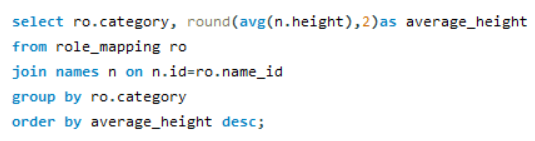 select ro.category, round(avg(n.height),2)as average_height
from role_mapping ro
join names n on n.id=ro.name_id
group by ro.category
order by average_height desc;